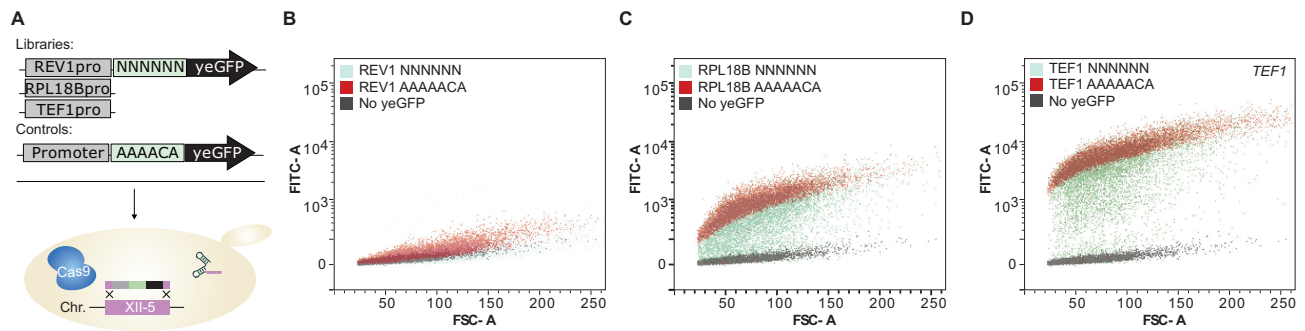 A
Libraries:
REV1pro NNNNNN yeGFP
RPL18Bpro
TEF1pro
Controls:
Promoter AAAACA yeGFP
Cas9
Chr. XII-5
B
REV1 NNNNNN
REV1 AAAAACA
No yeGFP
FITC- A
10^5
10^4
10^3
0
50 100 150 200 250
FSC- A
C
RPL18B NNNNNN
RPL18B AAAAACA
No yeGFP
FITC- A
10^5
10^4
10^3
0
50 100 150 200 250
FSC- A
D
TEF1 NNNNNN
TEF1 AAAAACA
No yeGFP
TEF1
FITC- A
10^5
10^4
10^3
0
50 100 150 200 250
FSC- A